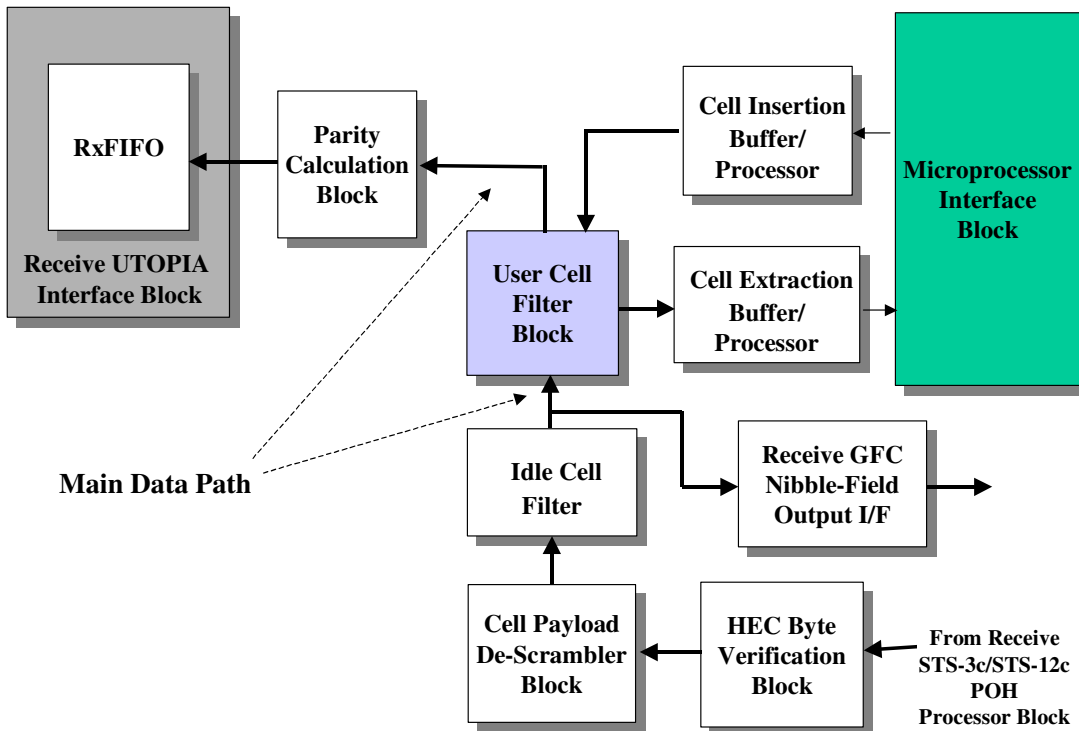 RxFIFO
Receive UTOPIA
Interface Block
Parity
Calculation
Block
Cell Insertion
Buffer/
Processor
Microprocessor
Interface
Block
User Cell
Filter
Block
Cell Extraction
Buffer/
Processor
Main Data Path
Idle Cell
Filter
Receive GFC
Nibble-Field
Output I/F
Cell Payload
De-Scrambler
Block
HEC Byte
Verification
Block
From Receive
STS-3c/STS-12c
POH
Processor Block